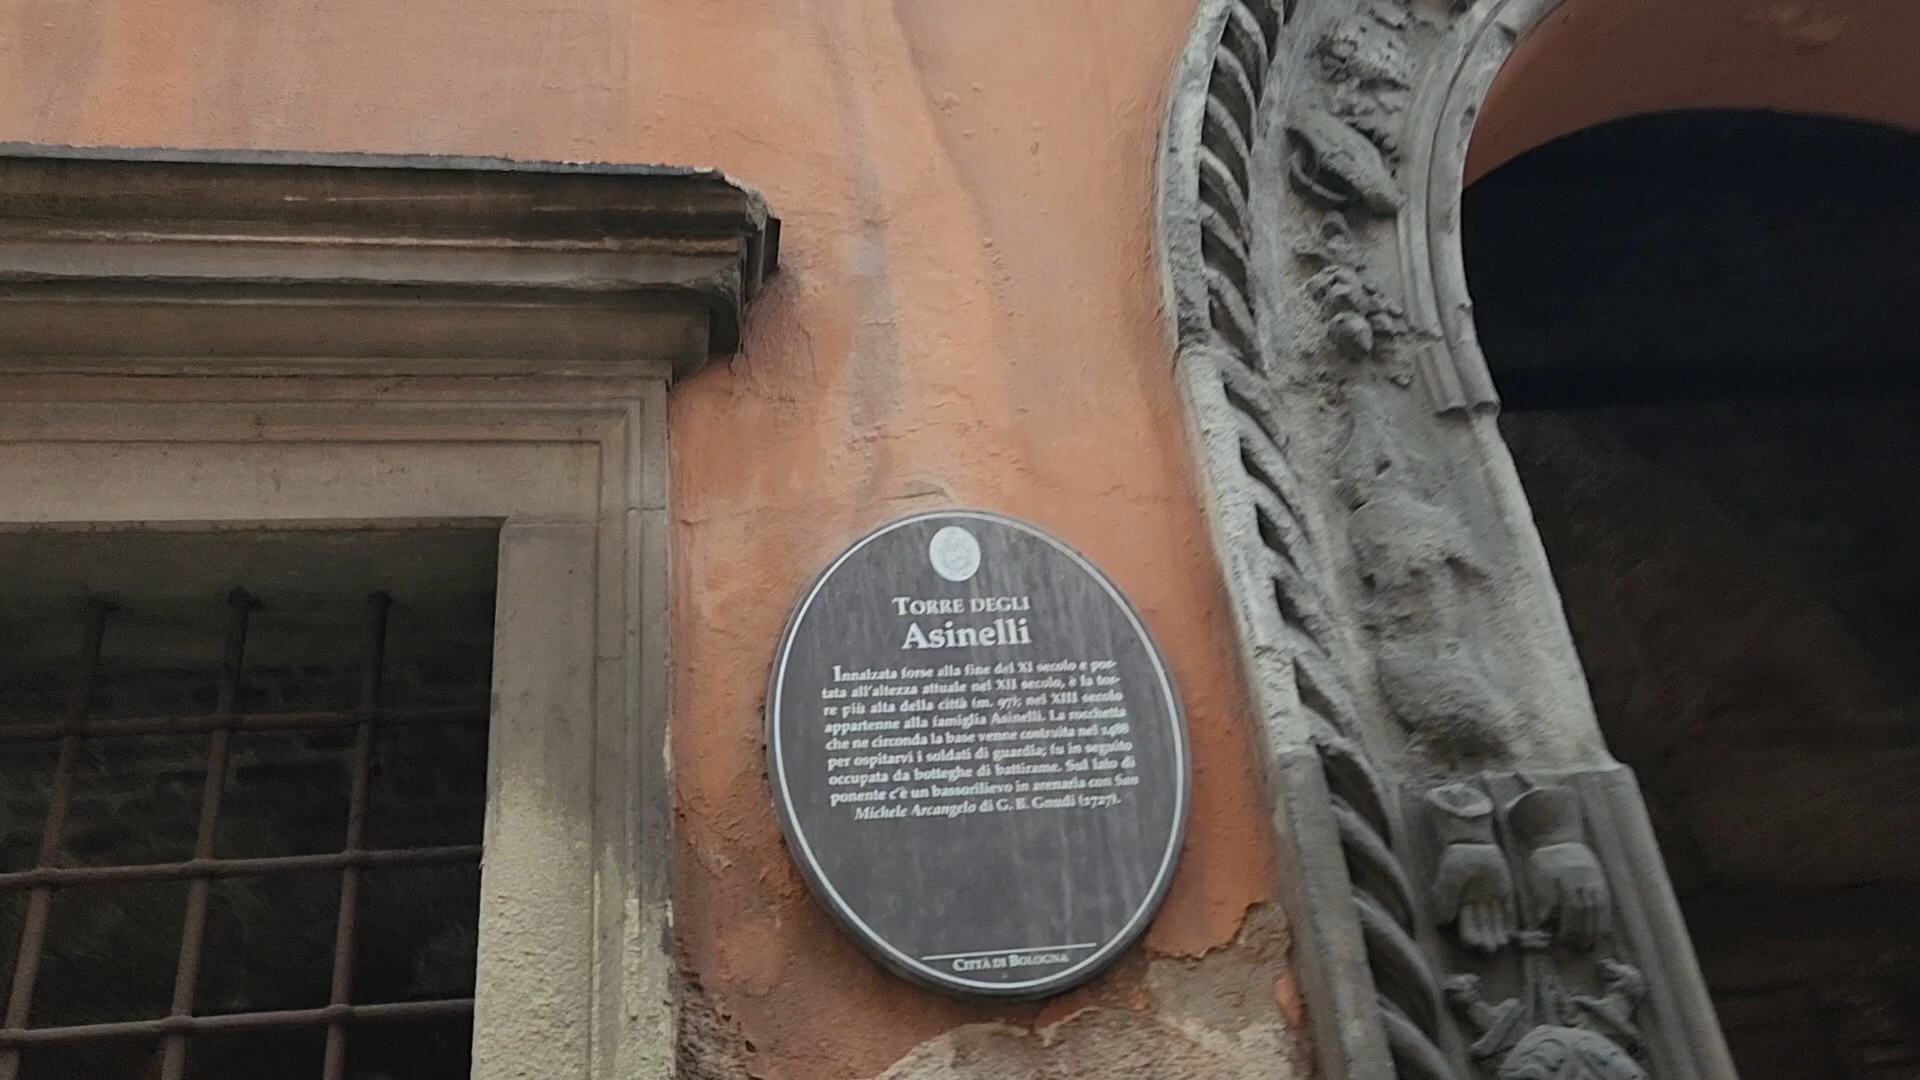 TORRE DEGLI
Asinelli
Innalzata forse alla fine del XI secolo e por-
tata all'altezza attuale nel XII secolo, è la tor-
re più alta della città (m. 97); nel XIII secolo
appartenne alla famiglia Asinelli. La rocchetta
che ne circonda la base venne costruita nel 1488
per ospitarvi i soldati di guardia; fu in seguito
occupata da botteghe di battirame. Sul lato di
ponente c'è un bassorilievo in arenaria con San
Michele Arcangelo di G. B. Gnudi (1727).
CITTÀ DI BOLOGNA